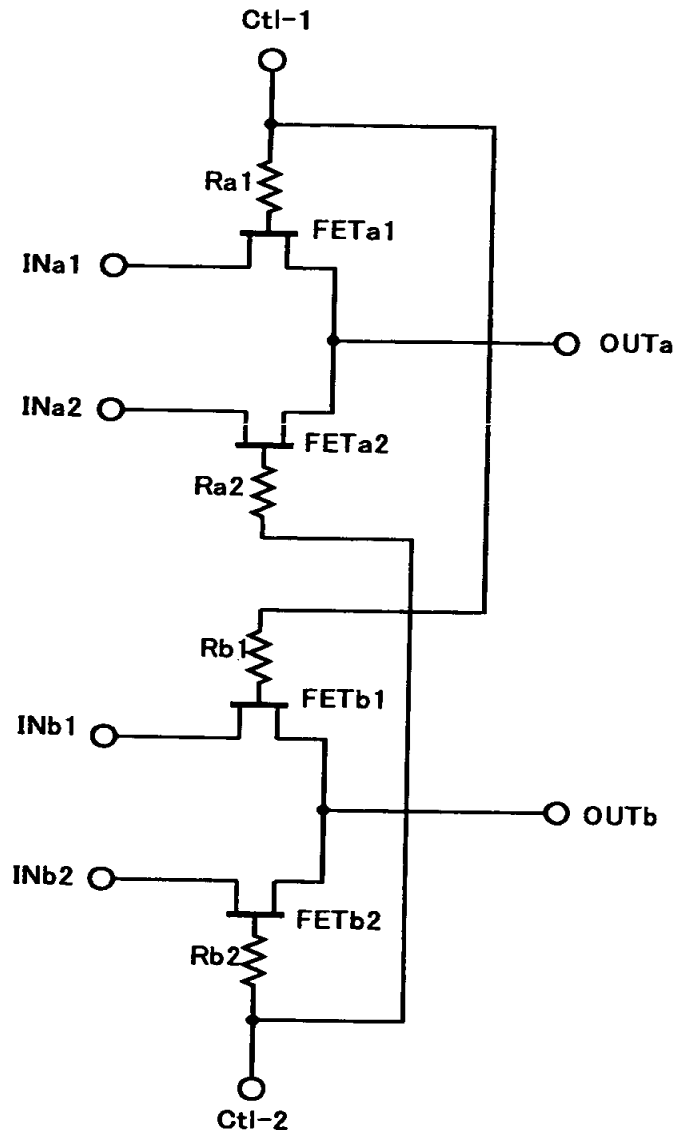 Ctl-1
Ra1
FETa1
INa1
OUTa
INa2
FETa2
Ra2
Rb1
FETb1
INb1
OUTb
INb2
FETb2
Rb2
Ctl-2